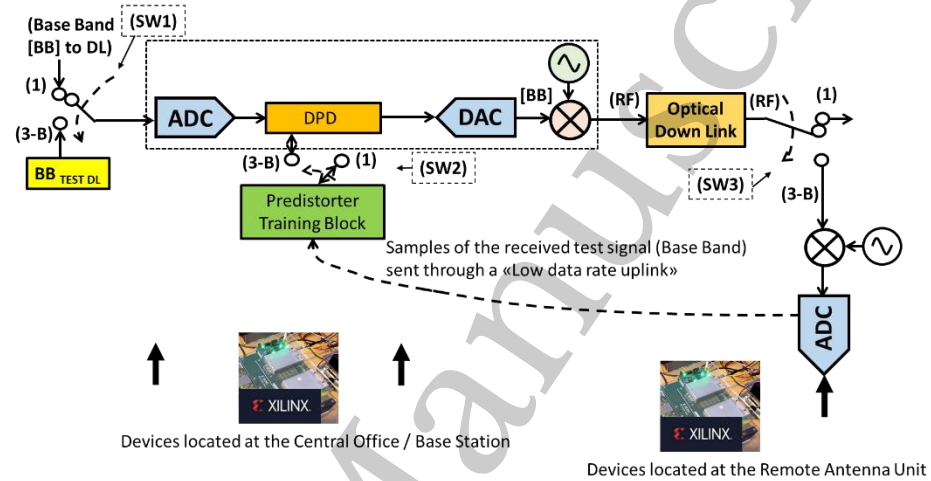 (Base Band
[BB] to DL)
(SW1)
(1)
(3-B)
BB TEST DL
ADC
DPD
DAC
[BB]
(RF)
Optical
Down Link
(RF)
(1)
(3-B)
(1)
(SW2)
(SW3)
(3-B)
Predistorter
Training Block
Samples of the received test signal (Base Band)
sent through a «Low data rate uplink»
ADC
XILINX.
XILINX.
Devices located at the Central Office / Base Station
Devices located at the Remote Antenna Unit
Manusc